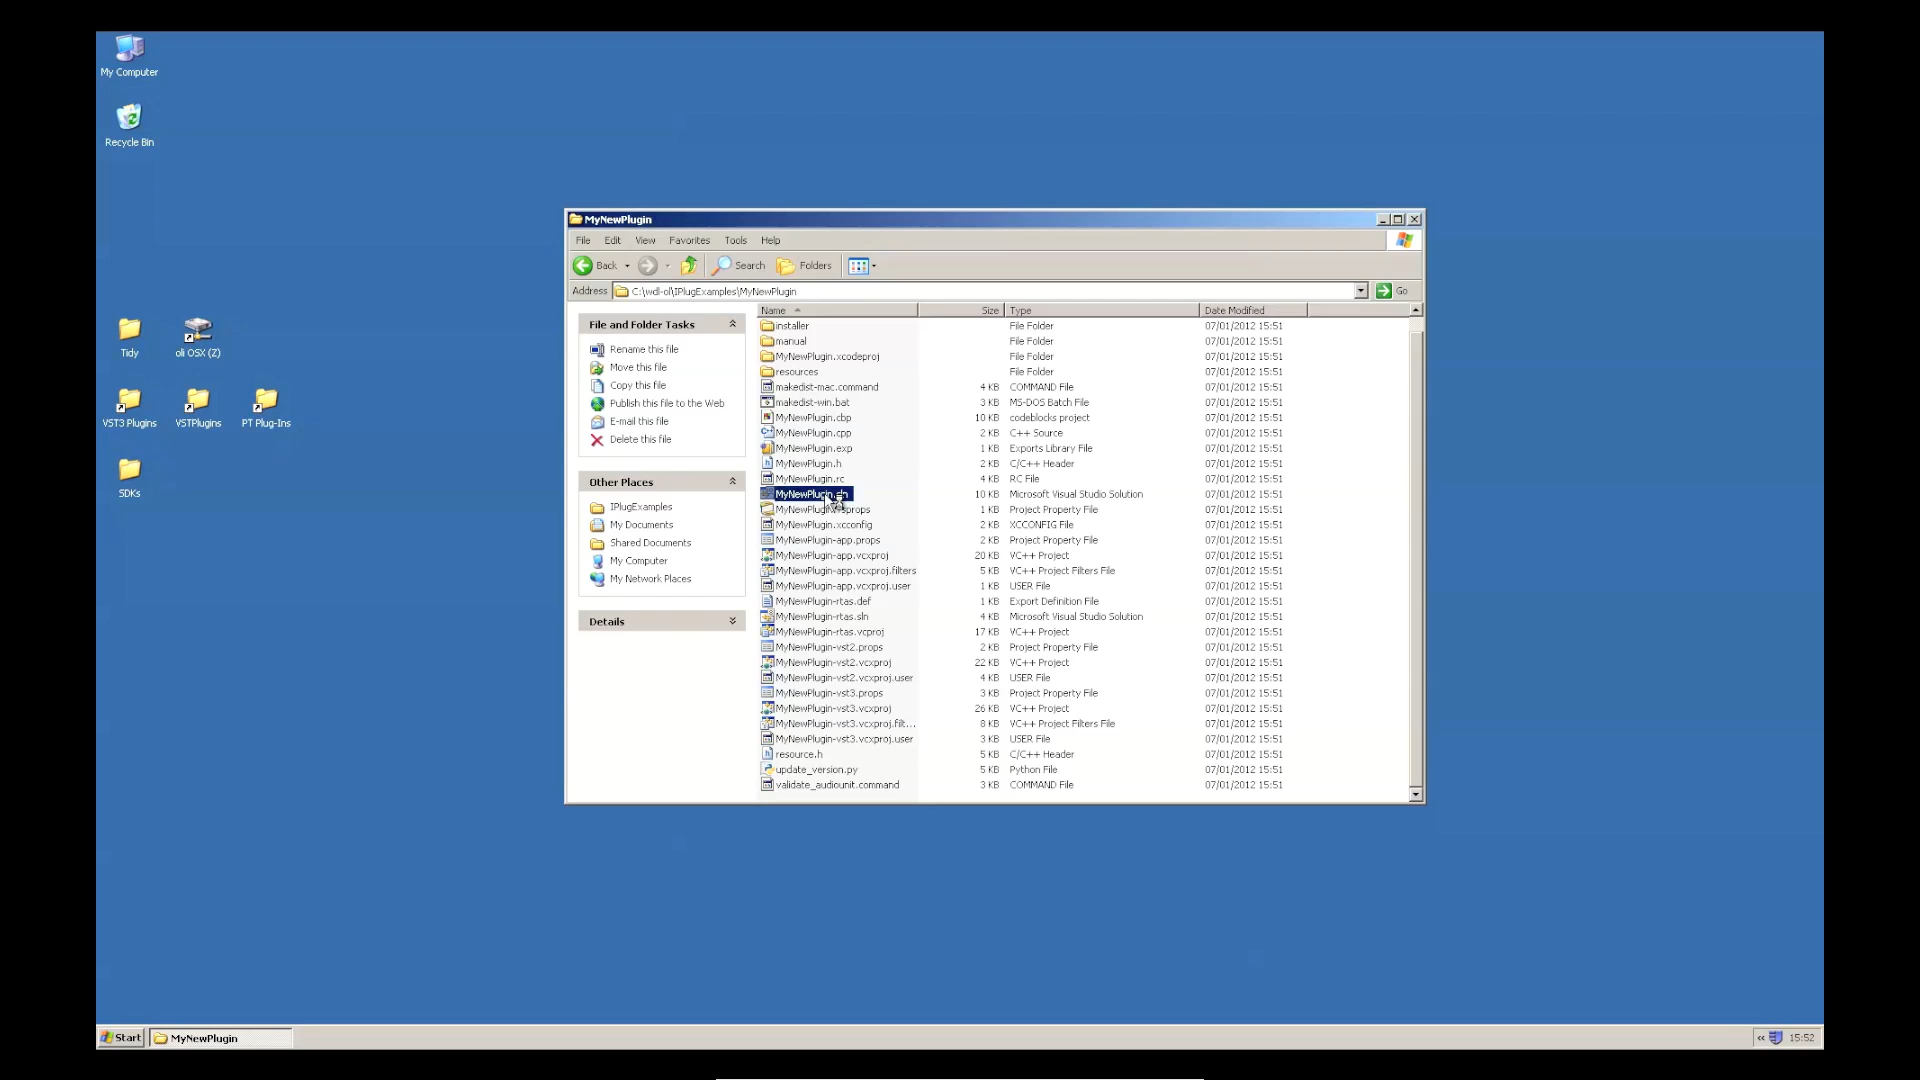 My Computer
Recycle Bin
Tidy
oli OSX (Z)
VST3 Plugins
VSTPlugins
PT Plug-Ins
SDKs
MyNewPlugin
File Edit View Favorites Tools Help
Back Search Folders
Address C:\wdl-ol\IPlugExamples\MyNewPlugin Go
File and Folder Tasks
Rename this file
Move this file
Copy this file
Publish this file to the Web
E-mail this file
Delete this file
Other Places
IPlugExamples
My Documents
Shared Documents
My Computer
My Network Places
Details
Name Size Type Date Modified
installer File Folder 07/01/2012 15:51
manual File Folder 07/01/2012 15:51
MyNewPlugin.xcodeproj File Folder 07/01/2012 15:51
resources File Folder 07/01/2012 15:51
makedist-mac.command 4 KB COMMAND File 07/01/2012 15:51
makedist-win.bat 3 KB MS-DOS Batch File 07/01/2012 15:51
MyNewPlugin.cbp 10 KB codeblocks project 07/01/2012 15:51
MyNewPlugin.cpp 2 KB C++ Source 07/01/2012 15:51
MyNewPlugin.exp 1 KB Exports Library File 07/01/2012 15:51
MyNewPlugin.h 2 KB C/C++ Header 07/01/2012 15:51
MyNewPlugin.rc 4 KB RC File 07/01/2012 15:51
MyNewPlugin.sln 10 KB Microsoft Visual Studio Solution 07/01/2012 15:51
1 KB Project Property File 07/01/2012 15:51
MyNewPlugin.xcconfig 2 KB XCCONFIG File 07/01/2012 15:51
MyNewPlugin-app.props 2 KB Project Property File 07/01/2012 15:51
MyNewPlugin-app.vcxproj 20 KB VC++ Project 07/01/2012 15:51
MyNewPlugin-app.vcxproj.filters 5 KB VC++ Project Filters File 07/01/2012 15:51
MyNewPlugin-app.vcxproj.user 1 KB USER File 07/01/2012 15:51
MyNewPlugin-rtas.def 1 KB Export Definition File 07/01/2012 15:51
MyNewPlugin-rtas.sln 4 KB Microsoft Visual Studio Solution 07/01/2012 15:51
MyNewPlugin-rtas.vcproj 17 KB VC++ Project 07/01/2012 15:51
MyNewPlugin-vst2.props 2 KB Project Property File 07/01/2012 15:51
MyNewPlugin-vst2.vcxproj 22 KB VC++ Project 07/01/2012 15:51
MyNewPlugin-vst2.vcxproj.user 4 KB USER File 07/01/2012 15:51
MyNewPlugin-vst3.props 3 KB Project Property File 07/01/2012 15:51
MyNewPlugin-vst3.vcxproj 26 KB VC++ Project 07/01/2012 15:51
MyNewPlugin-vst3.vcxproj.filt... 8 KB VC++ Project Filters File 07/01/2012 15:51
MyNewPlugin-vst3.vcxproj.user 3 KB USER File 07/01/2012 15:51
resource.h 5 KB C/C++ Header 07/01/2012 15:51
update_version.py 5 KB Python File 07/01/2012 15:51
validate_audiounit.command 3 KB COMMAND File 07/01/2012 15:51
Start MyNewPlugin 15:52